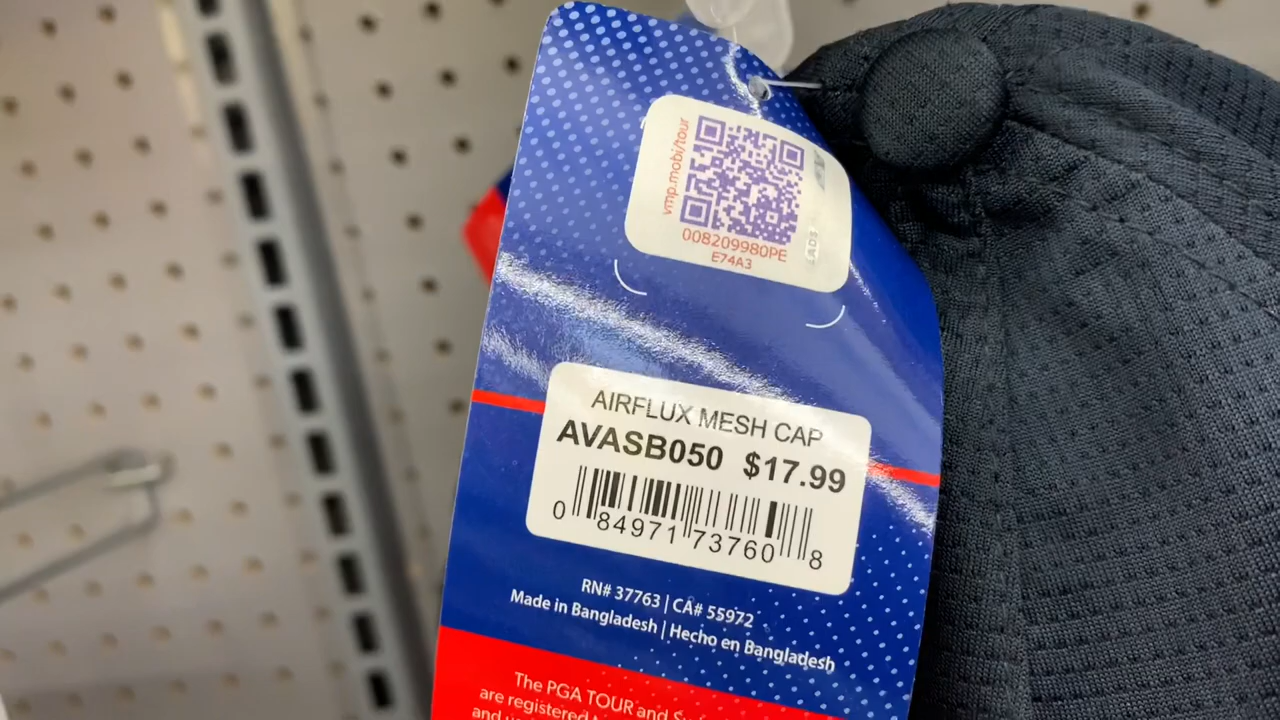 vmp.mobi/tour
008209980PE
E74A3
AIRFLUX MESH CAP
AVASB050 $17.99
0 84971 73760 8
RN# 37763 | CA# 55972
Made in Bangladesh | Hecho en Bangladesh
The PGA TOUR and
are registered
and